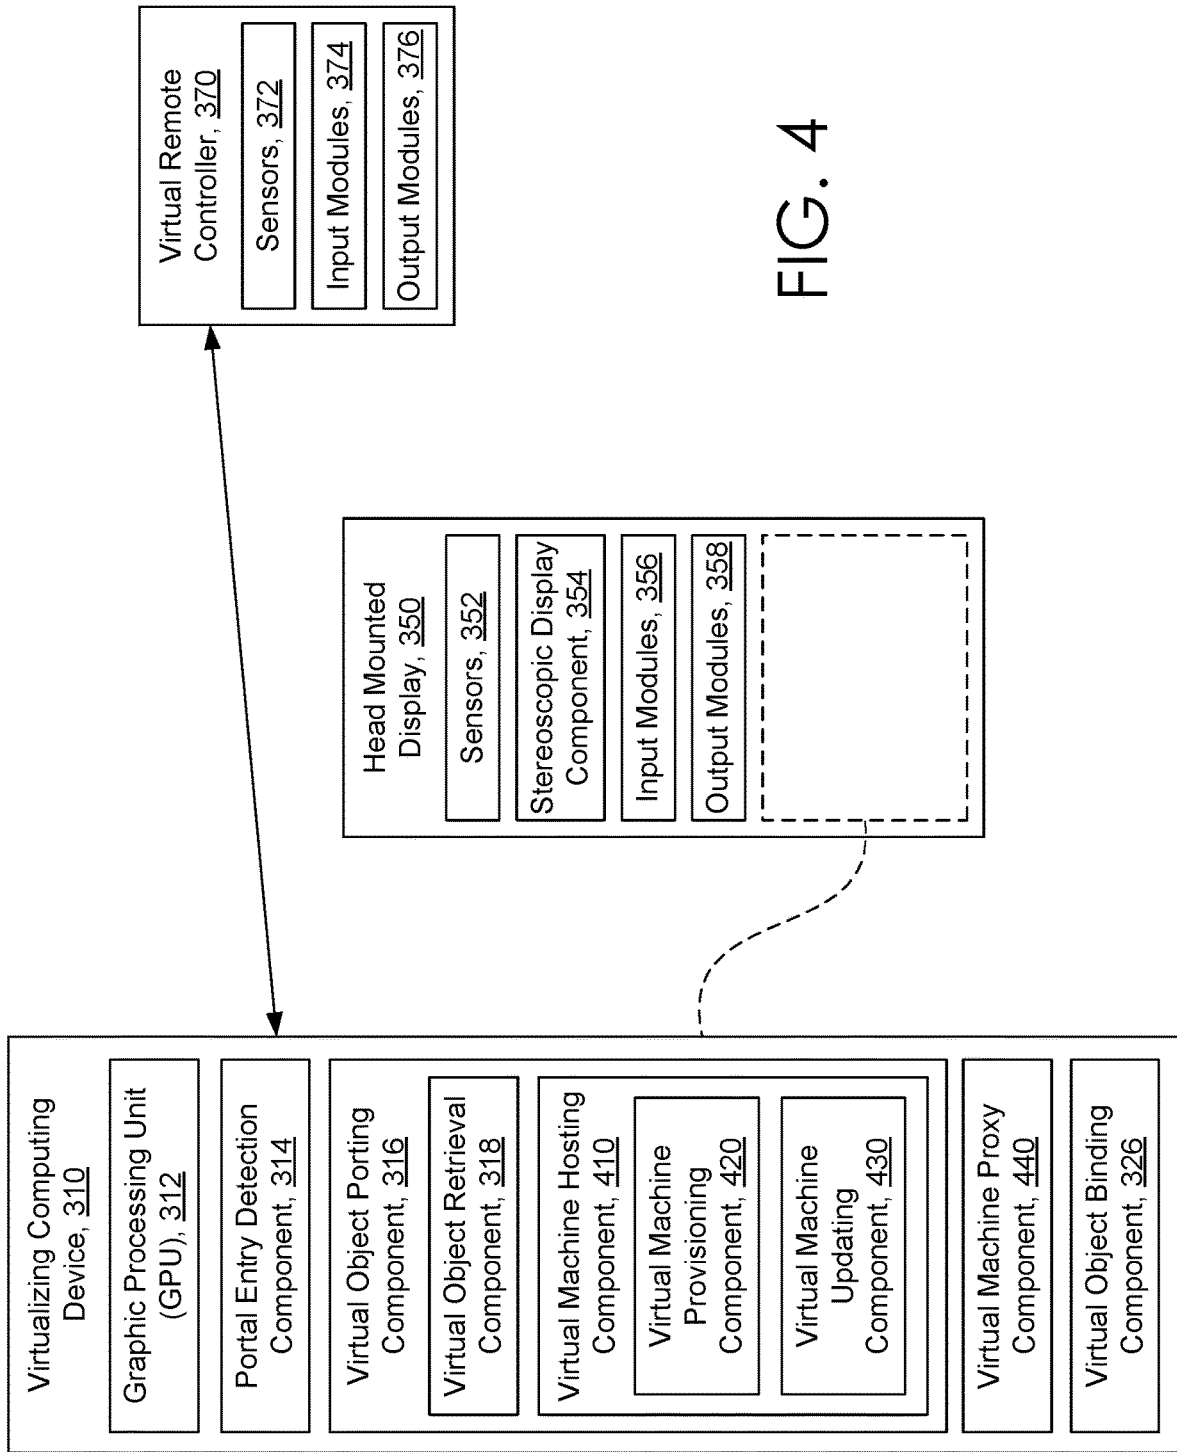 Virtualizing Computing
Device, 310
Graphic Processing Unit
(GPU), 312
Portal Entry Detection
Component, 314
Virtual Object Porting
Component, 316
Virtual Object Retrieval
Component, 318
Virtual Machine Hosting
Component, 410
Virtual Machine
Provisioning
Component, 420
Virtual Machine
Updating
Component, 430
Virtual Machine Proxy
Component, 440
Virtual Object Binding
Component, 326
Head Mounted
Display, 350
Sensors, 352
Stereoscopic Display
Component, 354
Input Modules, 356
Output Modules, 358
Virtual Remote
Controller, 370
Sensors, 372
Input Modules, 374
Output Modules, 376
FIG. 4